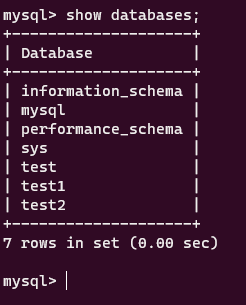 mysql> show databases;
+--------------------+
| Database           |
+--------------------+
| information_schema |
| mysql              |
| performance_schema |
| sys                |
| test               |
| test1              |
| test2              |
+--------------------+
7 rows in set (0.00 sec)
mysql>